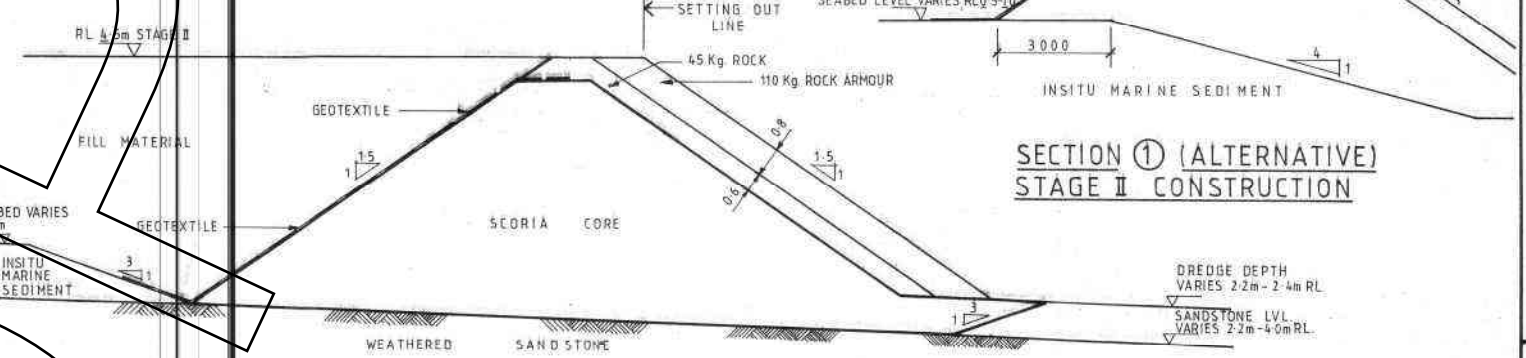 SETTING OUT
LINE
SEABED LEVEL VARIES
RL 4·5m STAGE II
3000
4
1
45 Kg. ROCK
110 Kg. ROCK ARMOUR
INSITU MARINE SEDIMENT
GEOTEXTILE
FILL MATERIAL
0·8
1·5
1
1·5
1
0·6
SECTION 1 (ALTERNATIVE)
STAGE II CONSTRUCTION
BED VARIES
GEOTEXTILE
SCORIA CORE
INSITU
MARINE
SEDIMENT
3
1
DREDGE DEPTH
VARIES 2·2m - 2·4m RL
3
1
SANDSTONE LVL.
VARIES 2·2m - 4·0m RL.
WEATHERED SANDSTONE